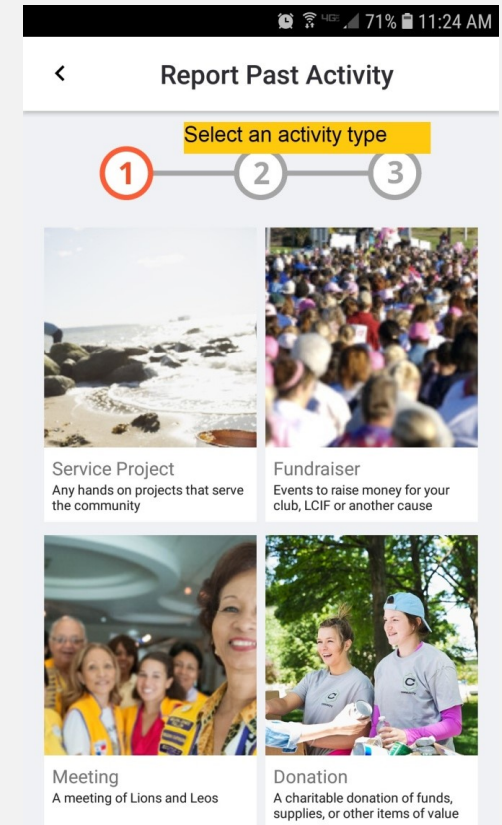 4GE 71% 11:24 AM
Report Past Activity
Select an activity type
1 2 3
Service Project
Any hands on projects that serve
the community
Fundraiser
Events to raise money for your
club, LCIF or another cause
Meeting
A meeting of Lions and Leos
Donation
A charitable donation of funds,
supplies, or other items of value